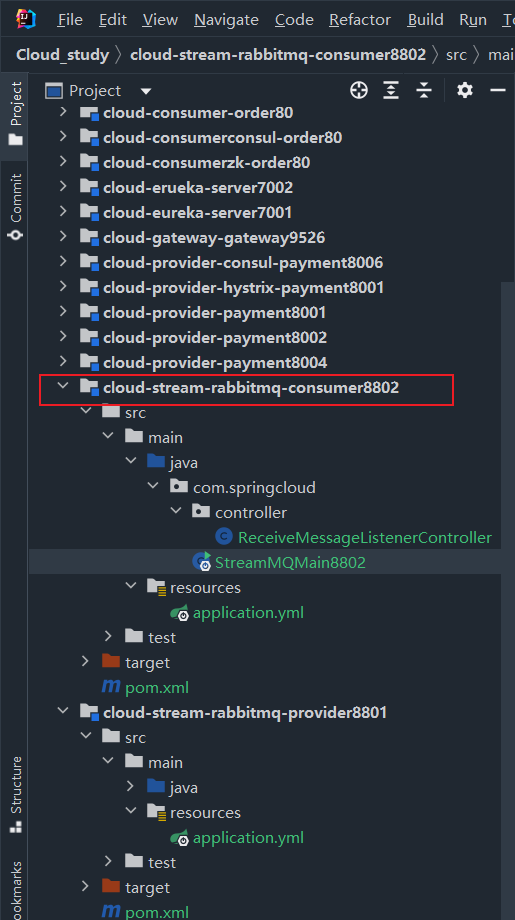 File Edit View Navigate Code Refactor Build Run
Cloud_study cloud-stream-rabbitmq-consumer8802 src
Project
Project
Commit
Structure
cloud-consumer-order80
cloud-consumerconsul-order80
cloud-consumerzk-order80
cloud-erueka-server7002
cloud-eureka-server7001
cloud-gateway-gateway9526
cloud-provider-consul-payment8006
cloud-provider-hystrix-payment8001
cloud-provider-payment8001
cloud-provider-payment8002
cloud-provider-payment8004
cloud-stream-rabbitmq-consumer8802
src
main
java
com.springcloud
controller
ReceiveMessageListenerController
StreamMQMain8802
resources
application.yml
test
target
pom.xml
cloud-stream-rabbitmq-provider8801
src
main
java
resources
application.yml
test
target
pom.xml